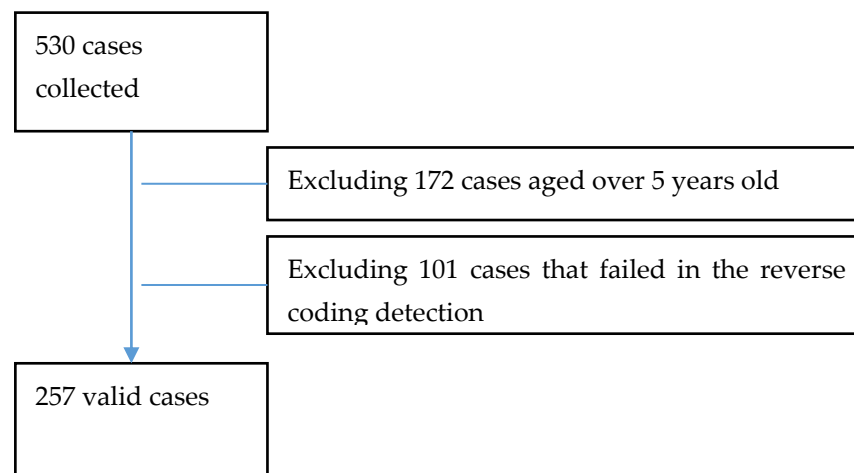 530 cases
collected
Excluding 172 cases aged over 5 years old
Excluding 101 cases that failed in the reverse
coding detection
257 valid cases